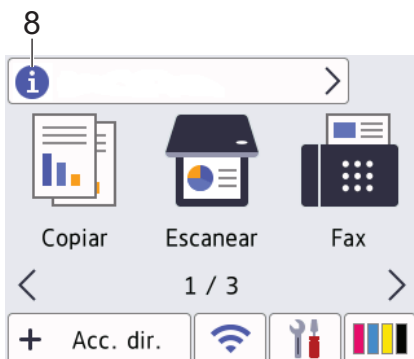 8
i
Copiar Escanear Fax
< 1 / 3 >
+ Acc. dir.